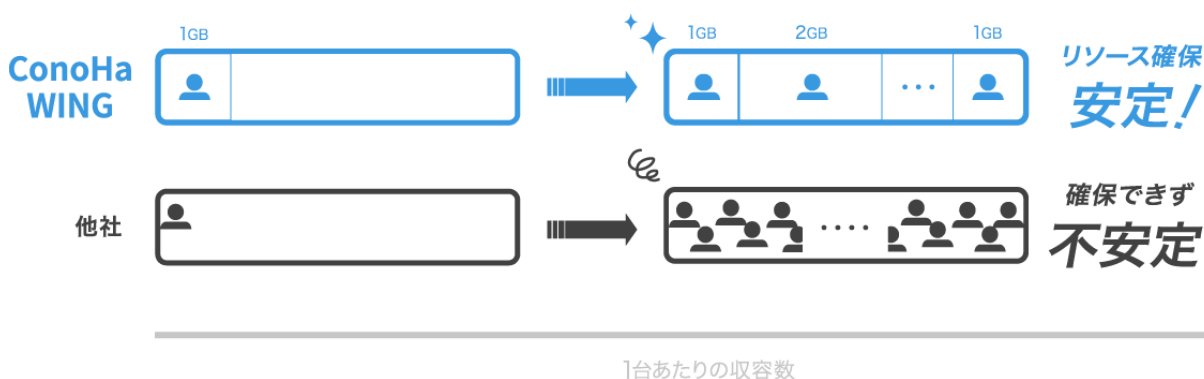 1GB
1GB
2GB
1GB
ConoHa
WING
リソース確保
安定!
・・・
他社
確保できず
不安定
・・・・
1台あたりの収容数